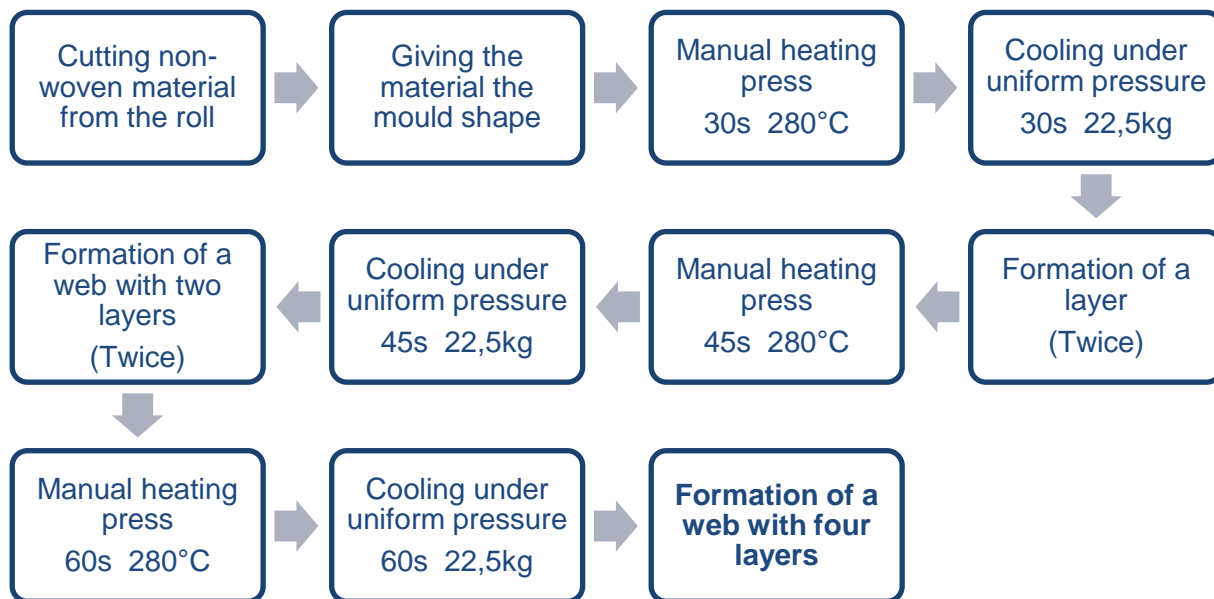 Cutting non-
woven material
from the roll
Giving the
material the
mould shape
Manual heating
press
30s 280°C
Cooling under
uniform pressure
30s 22,5kg
Formation of a
layer
(Twice)
Manual heating
press
45s 280°C
Cooling under
uniform pressure
45s 22,5kg
Formation of a
web with two
layers
(Twice)
Manual heating
press
60s 280°C
Cooling under
uniform pressure
60s 22,5kg
Formation of a
web with four
layers